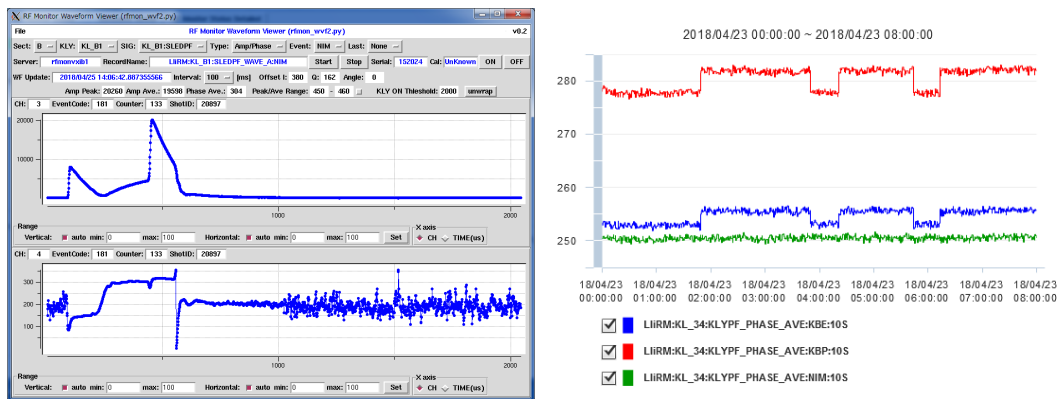 RF Monitor Waveform Viewer (rfmon_wvf2.py)
File RF Monitor Waveform Viewer (rfmon_wvf2.py) v0.2
Sect: B KLY: KL_B1 SIG: KL_B1:SLEDPF Type: Amp/Phase Event: NIM Last: None
Server: rfmonvxib1 RecordName: LIiRM:KL_B1:SLEDPF_WAVE_A:NIM Start Stop Serial: 152024 Cal: UnKnown ON OFF
WF Update: 2018/04/25 14:06:42.887355566 Interval: 100 [ms] Offset I: 380 Q: 162 Angle: 0
Amp Peak: 20260 Amp Ave.: 19598 Phase Ave.: 304 Peak/Ave Range: 450 - 460 KLY ON Thleshold: 2000 unwrap
CH: 3 EventCode: 181 Counter: 133 ShotID: 20897
20000
10000
1000 2000
Range X axis
Vertical: auto min: 0 max: 100 Horizontal: auto min: 0 max: 100 Set CH TIME(us)
CH: 4 EventCode: 181 Counter: 133 ShotID: 20897
300
200
100
1000 2000
Range X axis
Vertical: auto min: 0 max: 100 Horizontal: auto min: 0 max: 100 Set CH TIME(us)
2018/04/23 00:00:00 ~ 2018/04/23 08:00:00
280
270
260
250
18/04/23 18/04/23 18/04/23 18/04/23 18/04/23 18/04/23 18/04/23 18/04/23 18/04/23
00:00:00 01:00:00 02:00:00 03:00:00 04:00:00 05:00:00 06:00:00 07:00:00 08:00:00
LIiRM:KL_34:KLYPF_PHASE_AVE:KBE:10S
LIiRM:KL_34:KLYPF_PHASE_AVE:KBP:10S
LIiRM:KL_34:KLYPF_PHASE_AVE:NIM:10S